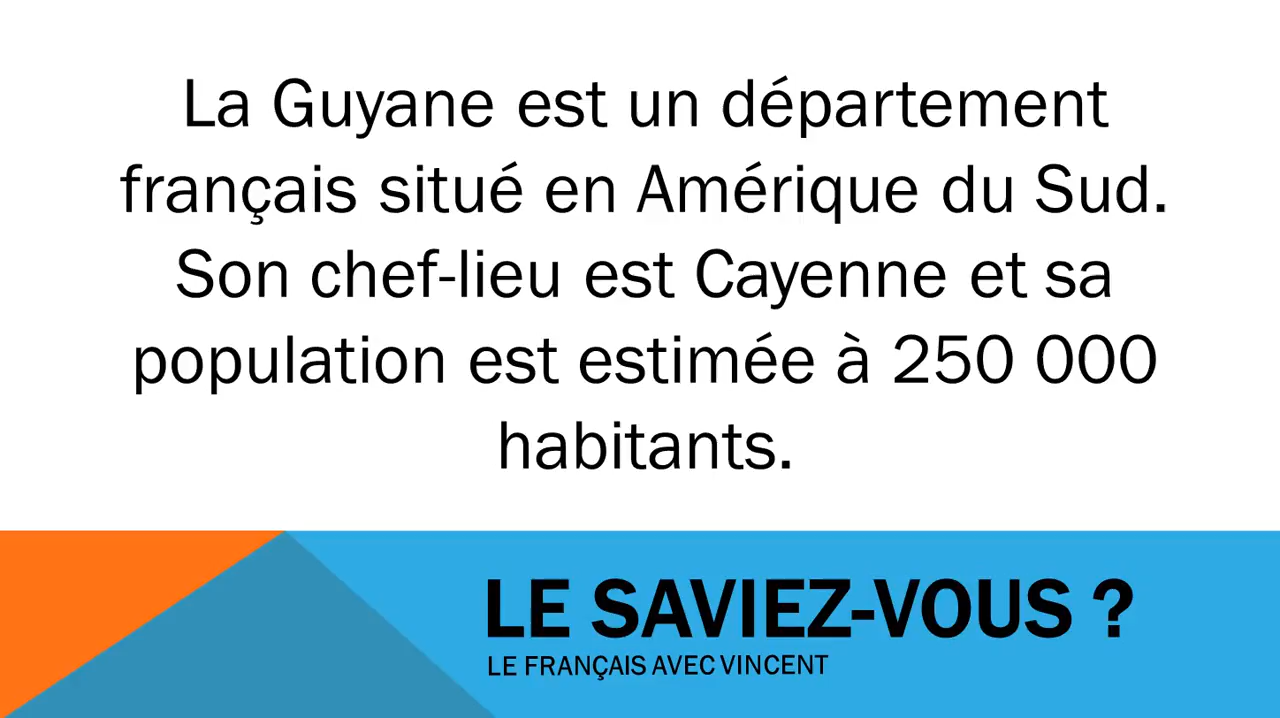 La Guyane est un département
français situé en Amérique du Sud.
Son chef-lieu est Cayenne et sa
population est estimée à 250 000
habitants.
LE SAVIEZ-VOUS ?
LE FRANÇAIS AVEC VINCENT